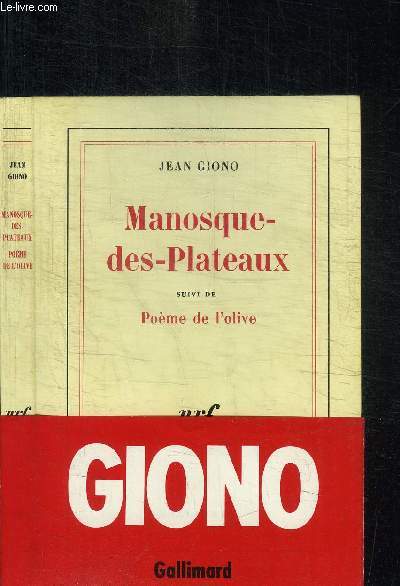 Le-livre.com
JEAN
GIONO
MANOSQUE-
DES-
PLATEAUX
POÈME
DE L'OLIVE
nrf
JEAN GIONO
Manosque-
des-Plateaux
SUIVI DE
Poème de l'olive
nrf
GIONO
Gallimard